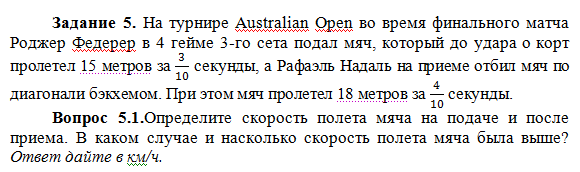 Задание 5. На турнире Australian Open во время финального матча
Роджер Федерер в 4 гейме 3-го сета подал мяч, который до удара о корт
пролетел 15 метров за 3/10 секунды, а Рафаэль Надаль на приеме отбил мяч по
диагонали бэкхемом. При этом мяч пролетел 18 метров за 4/10 секунды.
Вопрос 5.1.Определите скорость полета мяча на подаче и после
приема. В каком случае и насколько скорость полета мяча была выше?
Ответ дайте в км/ч.